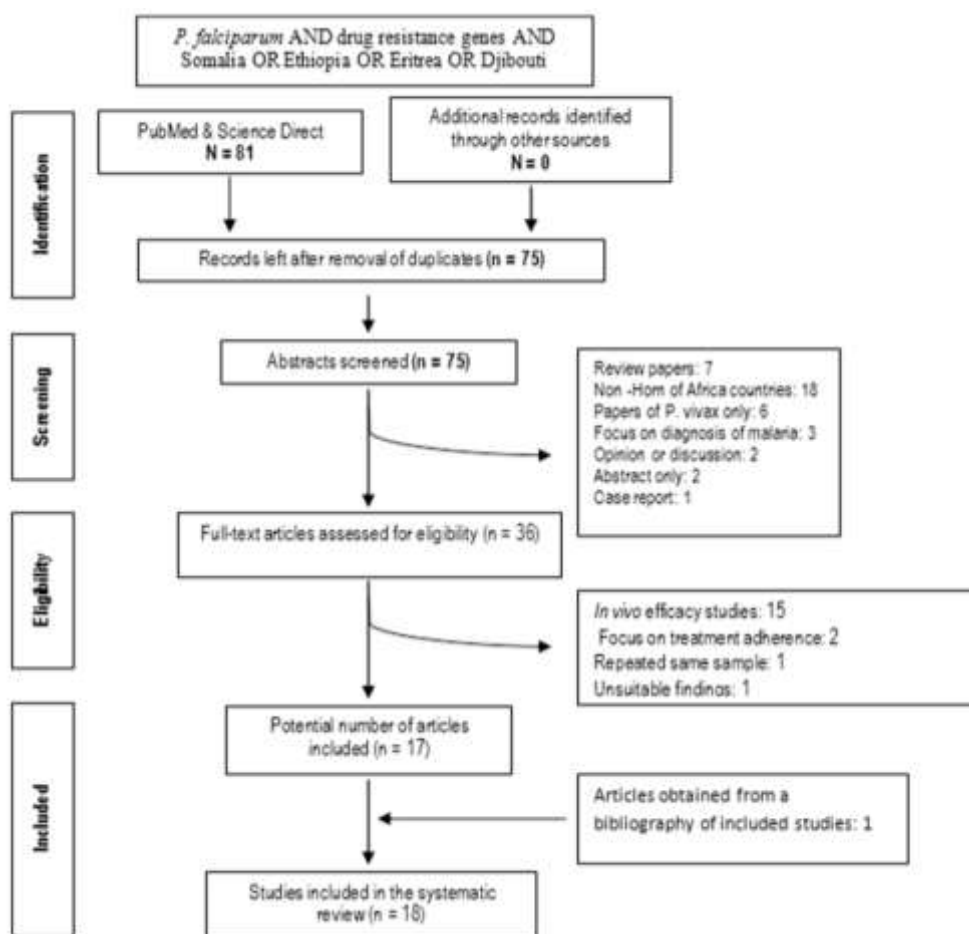 P. falciparum AND drug resistance genes AND
Somalia OR Ethiopia OR Eritrea OR Djibouti
Identification
PubMed & Science Direct
N = 81
Additional records identified
through other sources
N = 0
Records left after removal of duplicates (n = 75)
Screening
Abstracts screened (n = 75)
Review papers: 7
Non -Horn of Africa countries: 18
Papers of P. vivax only: 6
Focus on diagnosis of malaria: 3
Opinion or discussion: 2
Abstract only: 2
Case report: 1
Eligibility
Full-text articles assessed for eligibility (n = 36)
In vivo efficacy studies: 15
Focus on treatment adherence: 2
Repeated same sample: 1
Unsuitable findinos: 1
Included
Potential number of articles
included (n = 17)
Articles obtained from a
bibliography of included studies: 1
Studies included in the systematic
review (n = 18)